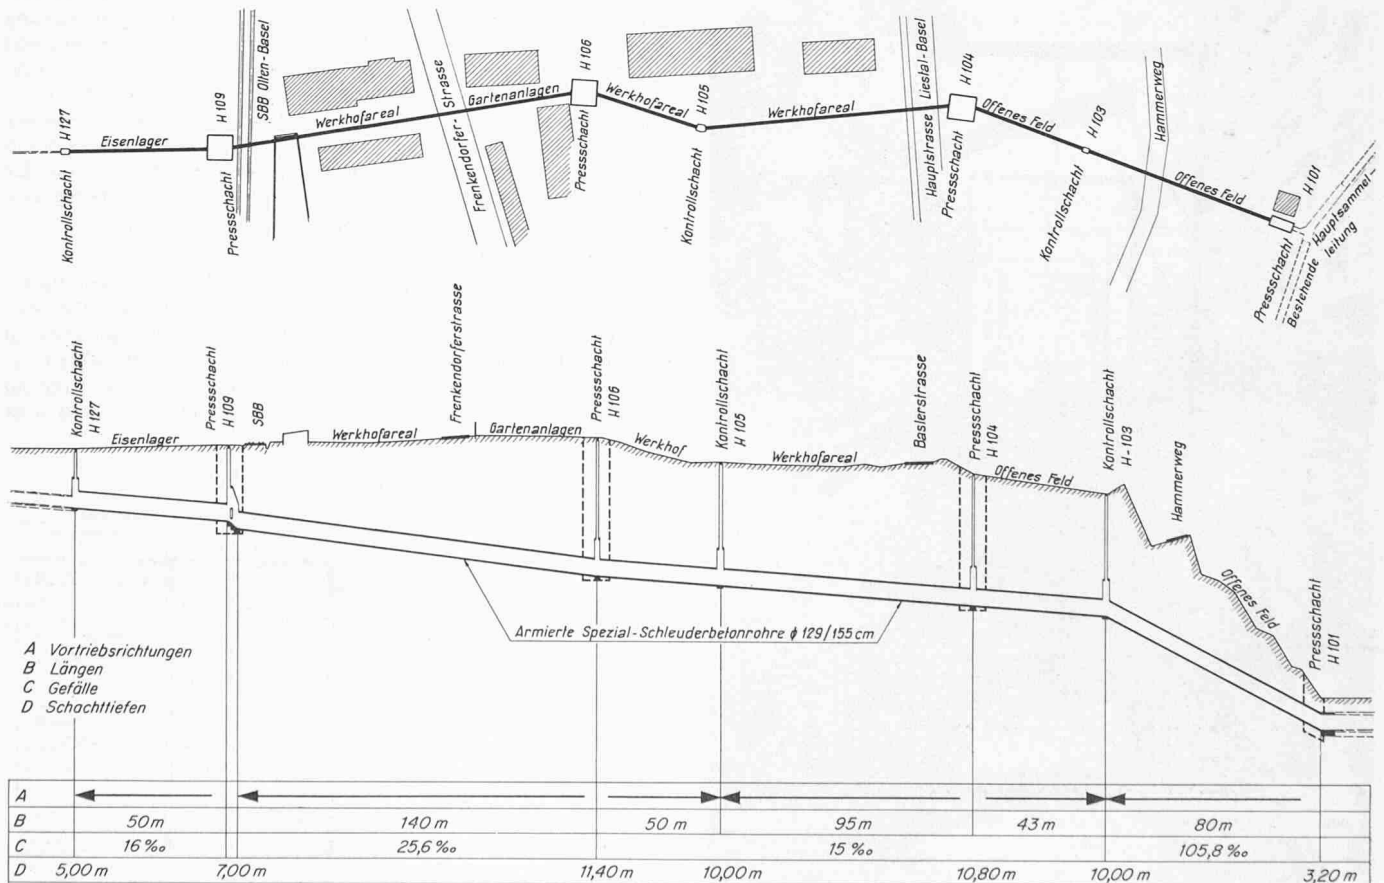 H 127
Kontrollschacht
Eisenlager
H 109
Pressschacht
SBB Olten-Basel
Werkhofareal
Frenkendorfer-Strasse
Gartenanlagen
H 106
Pressschacht
Werkhofareal
H 105
Kontrollschacht
Werkhofareal
Hauptstrasse Liestal-Basel
H 104
Pressschacht
Offenes Feld
H 103
Kontrollschacht
Hammerweg
Offenes Feld
H 101
Pressschacht
Bestehende Hauptsammel-
leitung
Kontrollschacht
H 127
Eisenlager
Pressschacht
H 109
SBB
Werkhofareal
Frenkendorferstrasse
Gartenanlagen
Pressschacht
H 106
Werkhof
Kontrollschacht
H 105
Werkhofareal
Baslerstrasse
Pressschacht
H 104
Offenes Feld
Kontrollschacht
H-103
Hammerweg
Offenes Feld
Pressschacht
H 101
Armierte Spezial-Schleuderbetonrohre ϕ 129/155 cm
A Vortriebsrichtungen
B Längen
C Gefälle
D Schachttiefen
A
B 50 m 140 m 50 m 95 m 43 m 80 m
C 16 ‰ 25,6 ‰ 15 ‰ 105,8 ‰
D 5,00 m 7,00 m 11,40 m 10,00 m 10,80 m 10,00 m 3,20 m